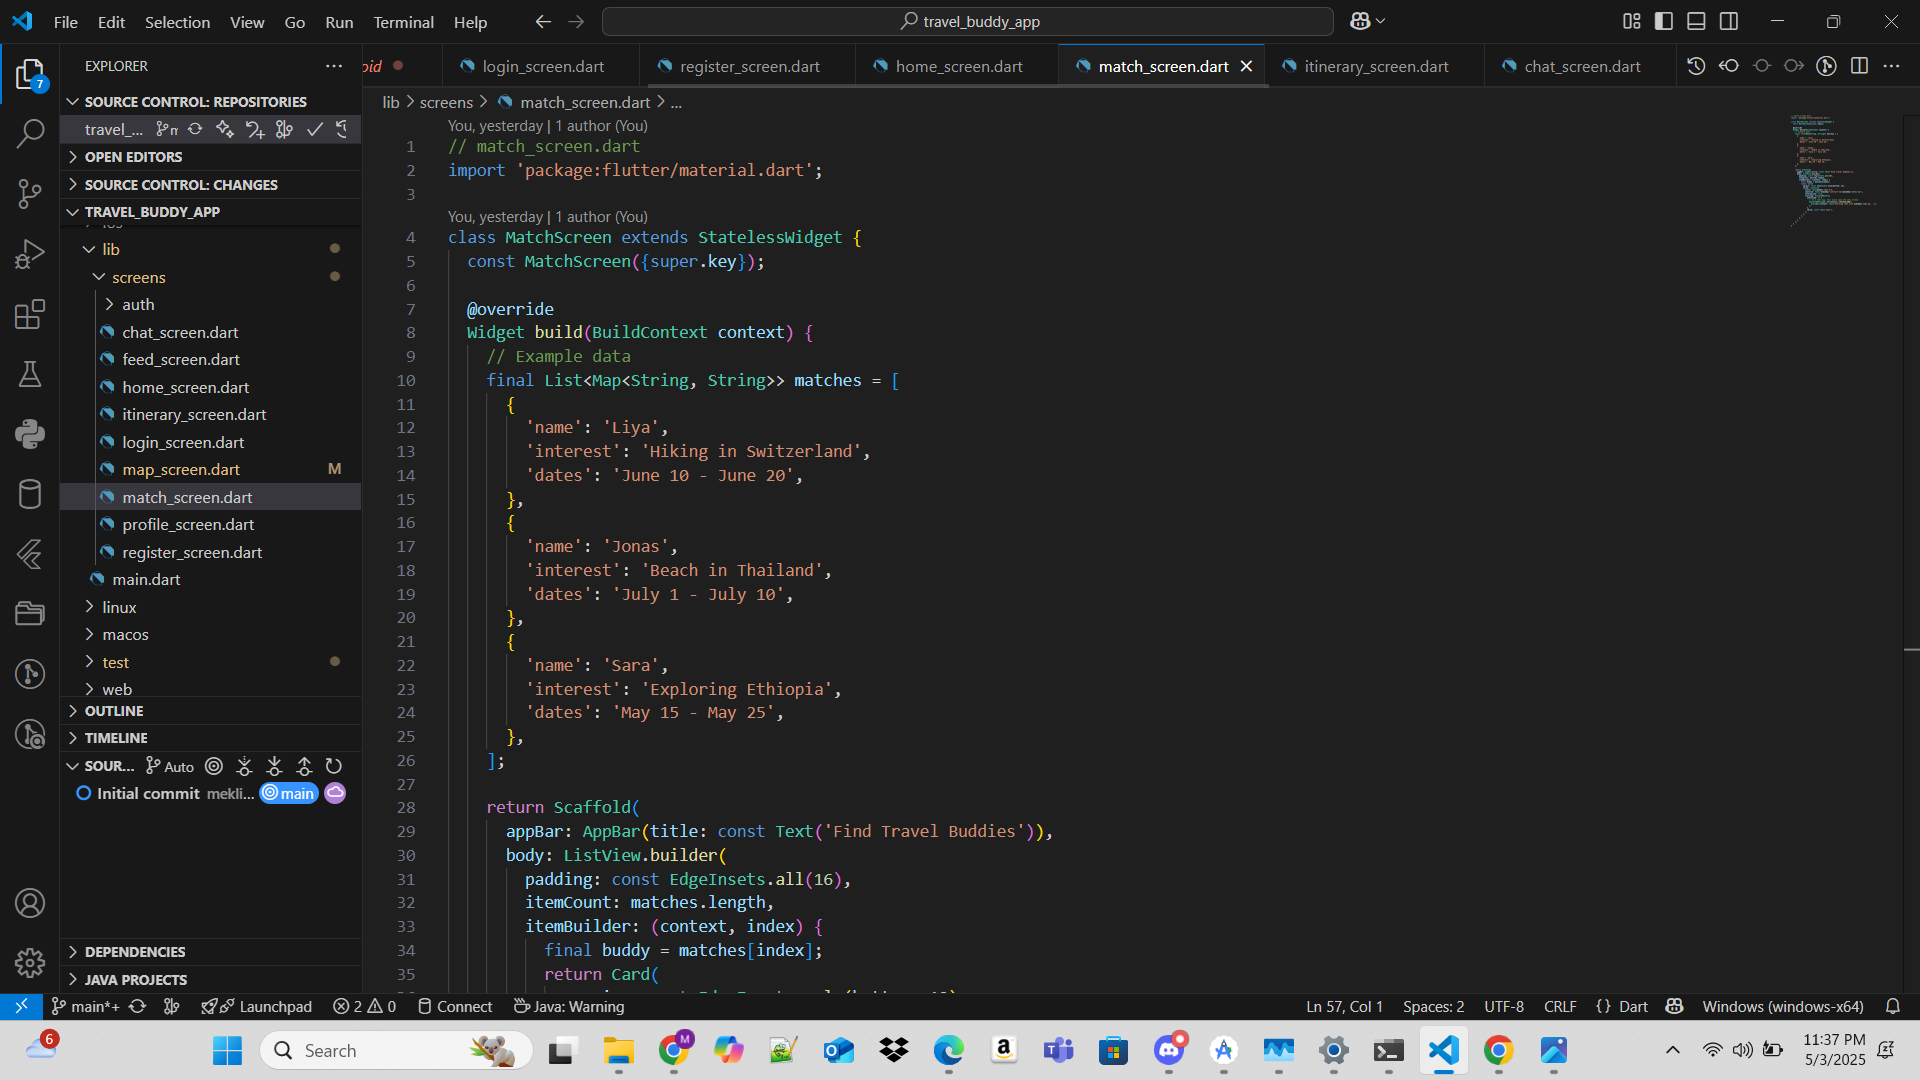 File Edit Selection View Go Run Terminal Help
travel_buddy_app
EXPLORER
7
SOURCE CONTROL: REPOSITORIES
travel_...
OPEN EDITORS
SOURCE CONTROL: CHANGES
TRAVEL_BUDDY_APP
ios
lib
screens
auth
chat_screen.dart
feed_screen.dart
home_screen.dart
itinerary_screen.dart
login_screen.dart
map_screen.dart M
match_screen.dart
profile_screen.dart
register_screen.dart
main.dart
linux
macos
test
web
OUTLINE
TIMELINE
SOUR... Auto
Initial commit mekli... main
DEPENDENCIES
JAVA PROJECTS
oid login_screen.dart register_screen.dart home_screen.dart match_screen.dart itinerary_screen.dart chat_screen.dart
lib > screens > match_screen.dart > ...
You, yesterday | 1 author (You)
1 // match_screen.dart
2 import 'package:flutter/material.dart';
3
You, yesterday | 1 author (You)
4 class MatchScreen extends StatelessWidget {
5 const MatchScreen({super.key});
6
7 @override
8 Widget build(BuildContext context) {
9 // Example data
10 final List<Map<String, String>> matches = [
11 {
12 'name': 'Liya',
13 'interest': 'Hiking in Switzerland',
14 'dates': 'June 10 - June 20',
15 },
16 {
17 'name': 'Jonas',
18 'interest': 'Beach in Thailand',
19 'dates': 'July 1 - July 10',
20 },
21 {
22 'name': 'Sara',
23 'interest': 'Exploring Ethiopia',
24 'dates': 'May 15 - May 25',
25 },
26 ];
27
28 return Scaffold(
29 appBar: AppBar(title: const Text('Find Travel Buddies')),
30 body: ListView.builder(
31 padding: const EdgeInsets.all(16),
32 itemCount: matches.length,
33 itemBuilder: (context, index) {
34 final buddy = matches[index];
35 return Card(
main*+ Launchpad 2 0 Connect Java: Warning
Ln 57, Col 1 Spaces: 2 UTF-8 CRLF {} Dart Windows (windows-x64)
6
Search
M
11:37 PM
5/3/2025